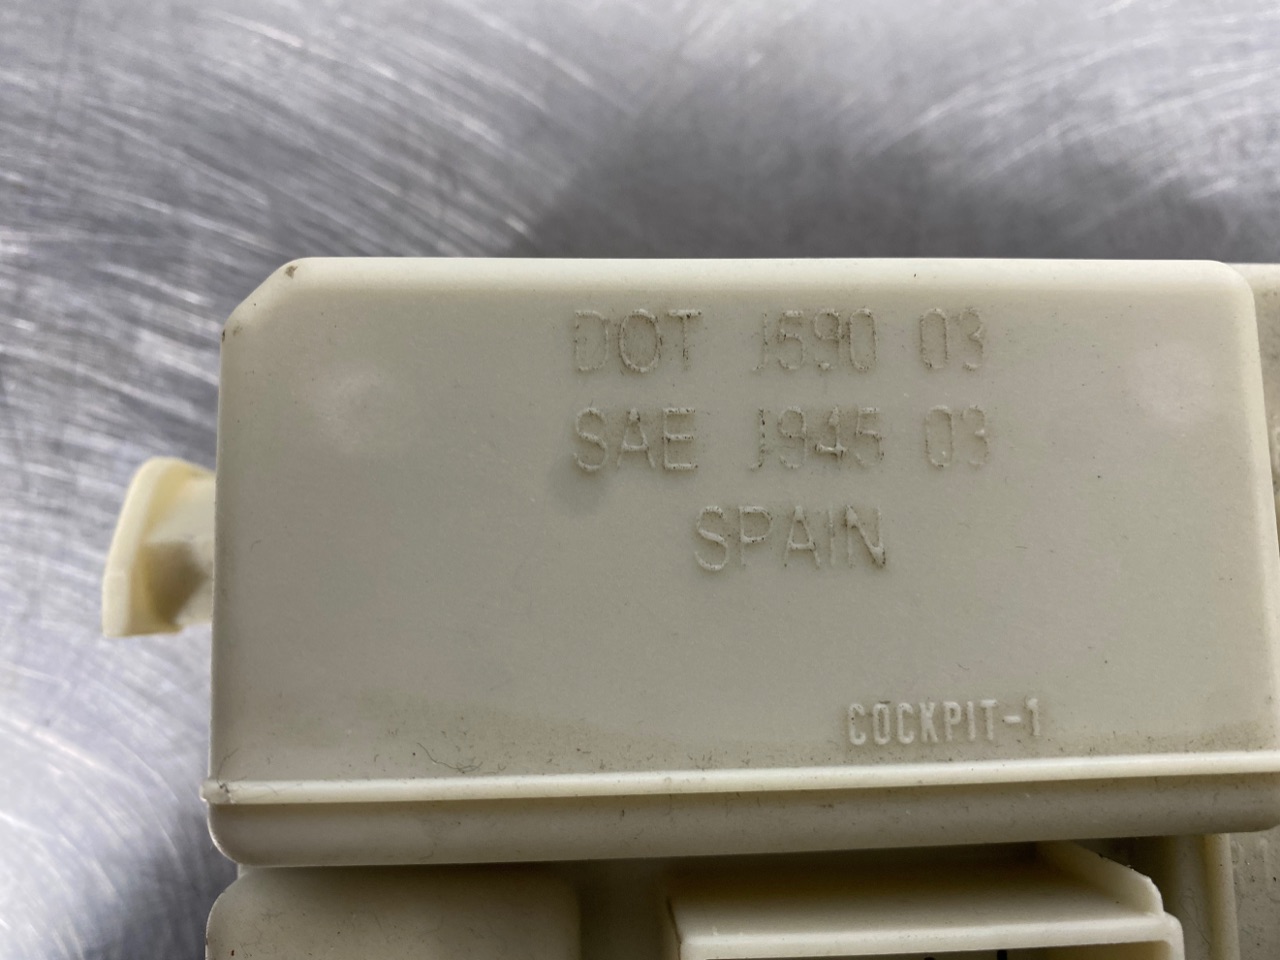 DOT J590 03
SAE J945 03
SPAIN
COCKPIT-1